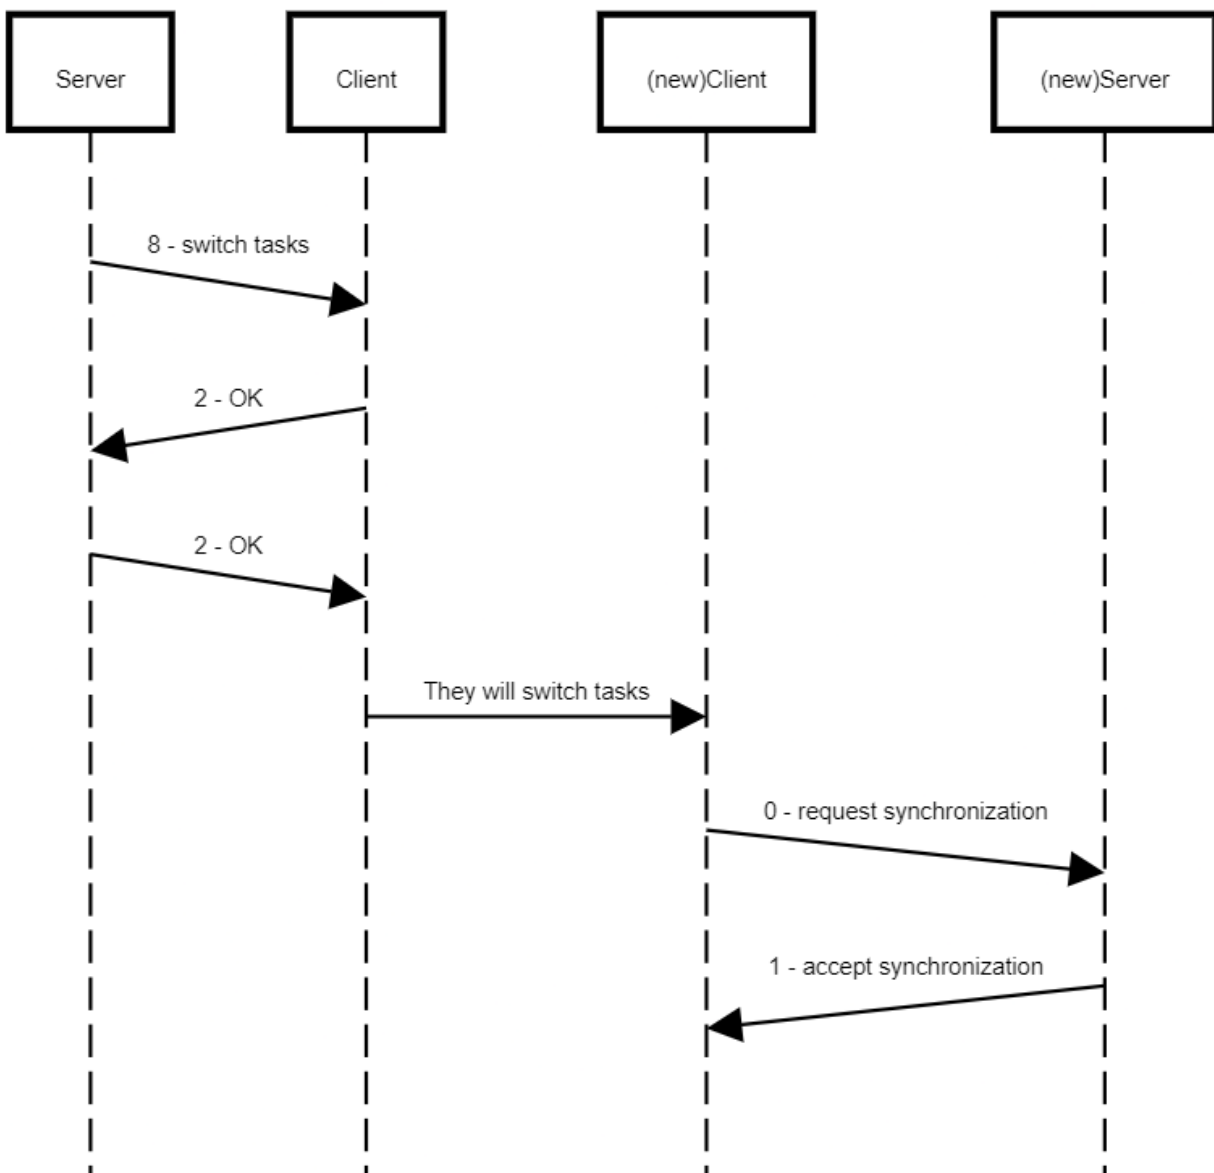 Server
Client
(new)Client
(new)Server
8 - switch tasks
2 - OK
2 - OK
They will switch tasks
0 - request synchronization
1 - accept synchronization